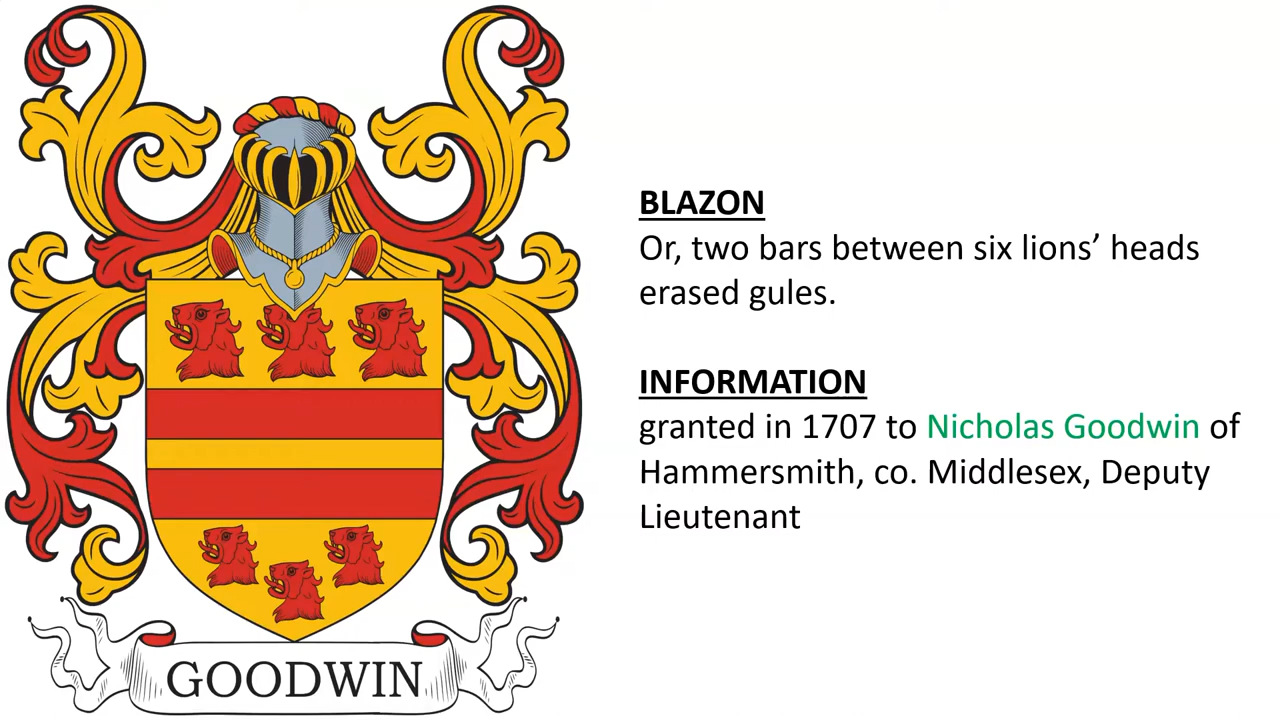 BLAZON
Or, two bars between six lions’ heads
erased gules.
INFORMATION
granted in 1707 to Nicholas Goodwin of
Hammersmith, co. Middlesex, Deputy
Lieutenant
GOODWIN